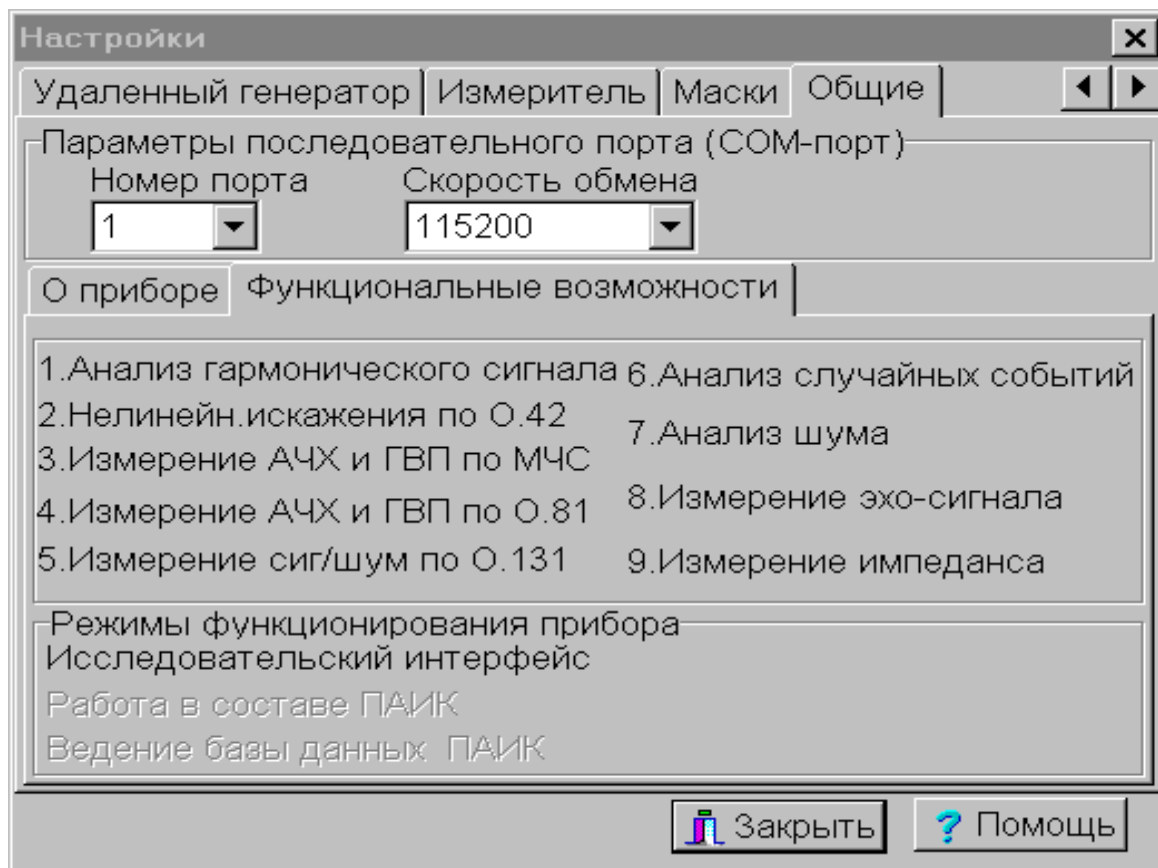 Настройки
Удаленный генератор Измеритель Маски Общие
Параметры последовательного порта (COM-порт)
Номер порта Скорость обмена
1 115200
О приборе Функциональные возможности
1.Анализ гармонического сигнала
2.Нелинейн.искажения по О.42
3.Измерение АЧХ и ГВП по МЧС
4.Измерение АЧХ и ГВП по О.81
5.Измерение сиг/шум по О.131
6.Анализ случайных событий
7.Анализ шума
8.Измерение эхо-сигнала
9.Измерение импеданса
Режимы функционирования прибора
Исследовательский интерфейс
Работа в составе ПАИК
Ведение базы данных ПАИК
Закрыть ? Помощь